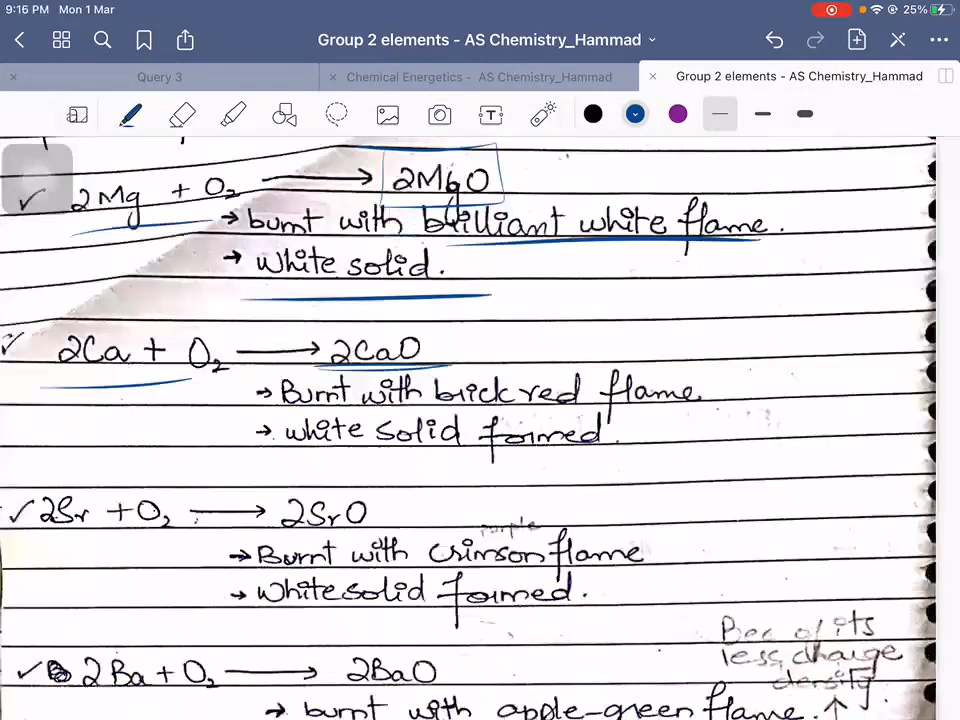 9:16 PM Mon 1 Mar
25%
Group 2 elements - AS Chemistry_Hammad
Query 3
Chemical Energetics - AS Chemistry_Hammad
Group 2 elements - AS Chemistry_Hammad
✓ 2Mg + O₂ → 2MgO
→ burnt with brilliant white flame.
→ white solid.
✓ 2Ca + O₂ → 2CaO
→ Burnt with brick red flame.
→ white solid formed.
✓ 2Sr + O₂ → 2SrO
purple
→ Burnt with crimson flame
→ white solid formed.
Bec of its
less charge
density
✓ 2Ba + O₂ → 2BaO
→ burnt with apple-green flame. ↑